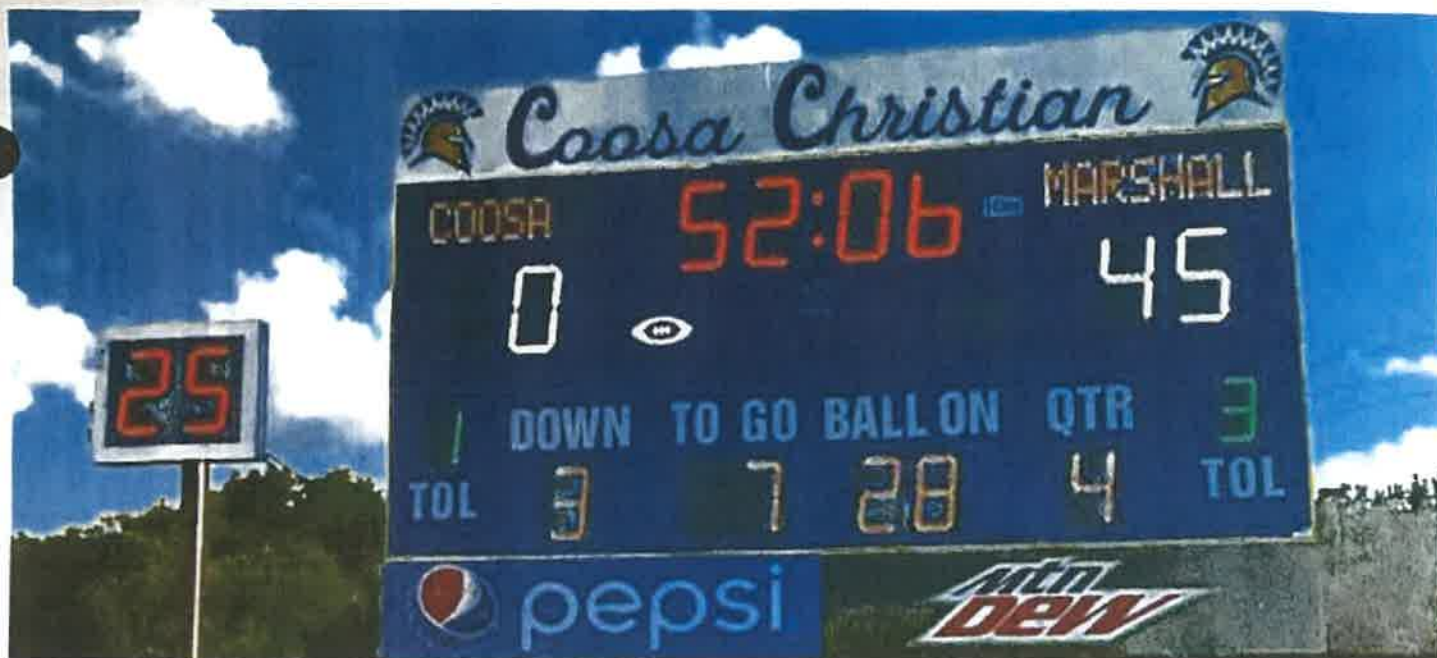 Coosa Christian
COOSA 52:06 MARSHALL
0 45
25
1 DOWN TO GO BALL ON QTR 3
TOL 3 7 28 4 TOL
pepsi Mtn Dew